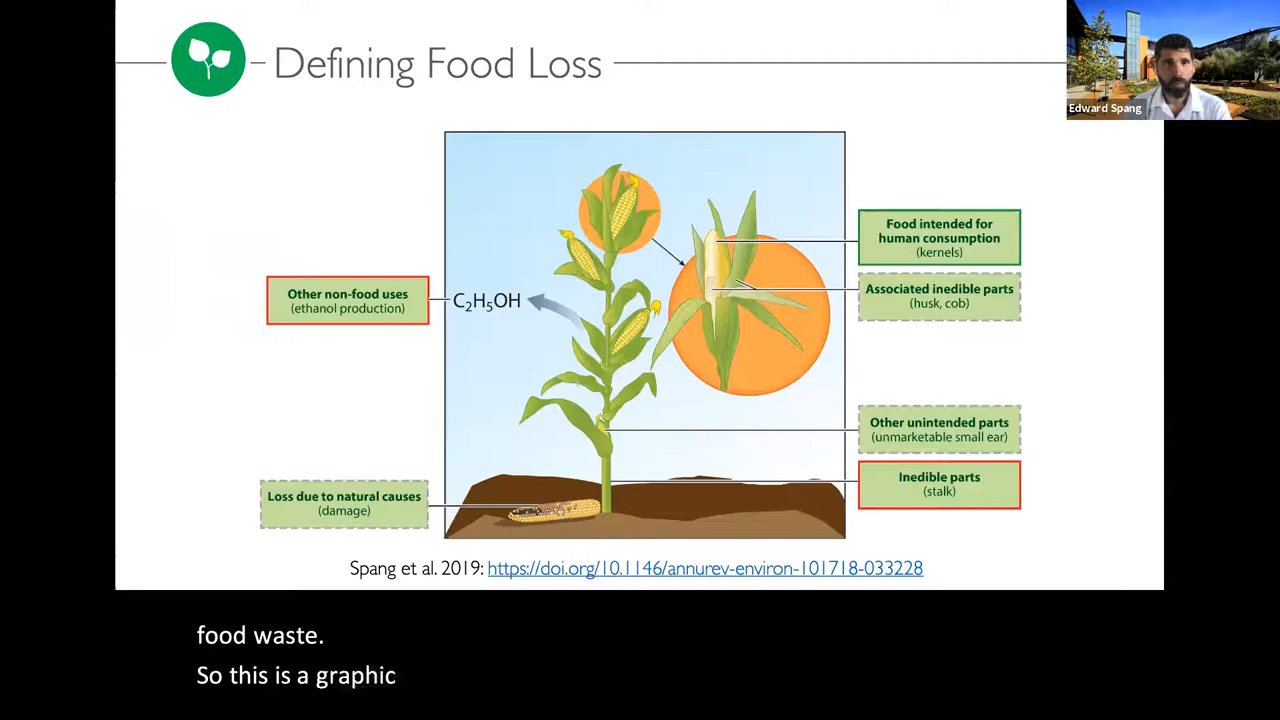 Defining Food Loss
Edward Spang
Food intended for
human consumption
(kernels)
Associated inedible parts
(husk, cob)
Other non-food uses
(ethanol production)
C₂H₅OH
Other unintended parts
(unmarketable small ear)
Inedible parts
(stalk)
Loss due to natural causes
(damage)
Spang et al. 2019: https://doi.org/10.1146/annurev-environ-101718-033228
food waste.
So this is a graphic